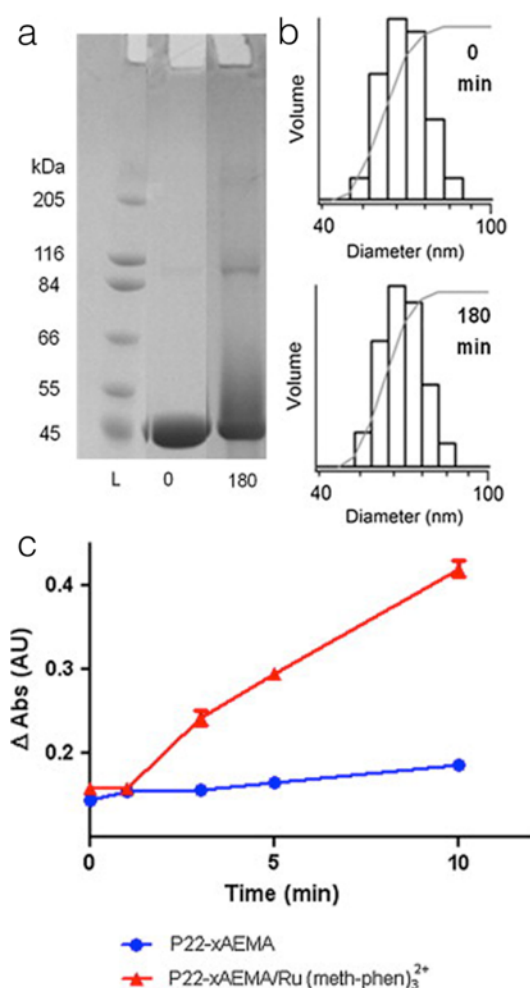 a
kDa
205
116
84
66
55
45
L 0 180
b
Volume
0
min
40 100
Diameter (nm)
Volume
180
min
40 100
Diameter (nm)
c
Δ Abs (AU)
0.4
0.3
0.2
0 5 10
Time (min)
P22-xAEMA
P22-xAEMA/Ru (meth-phen)₃²⁺